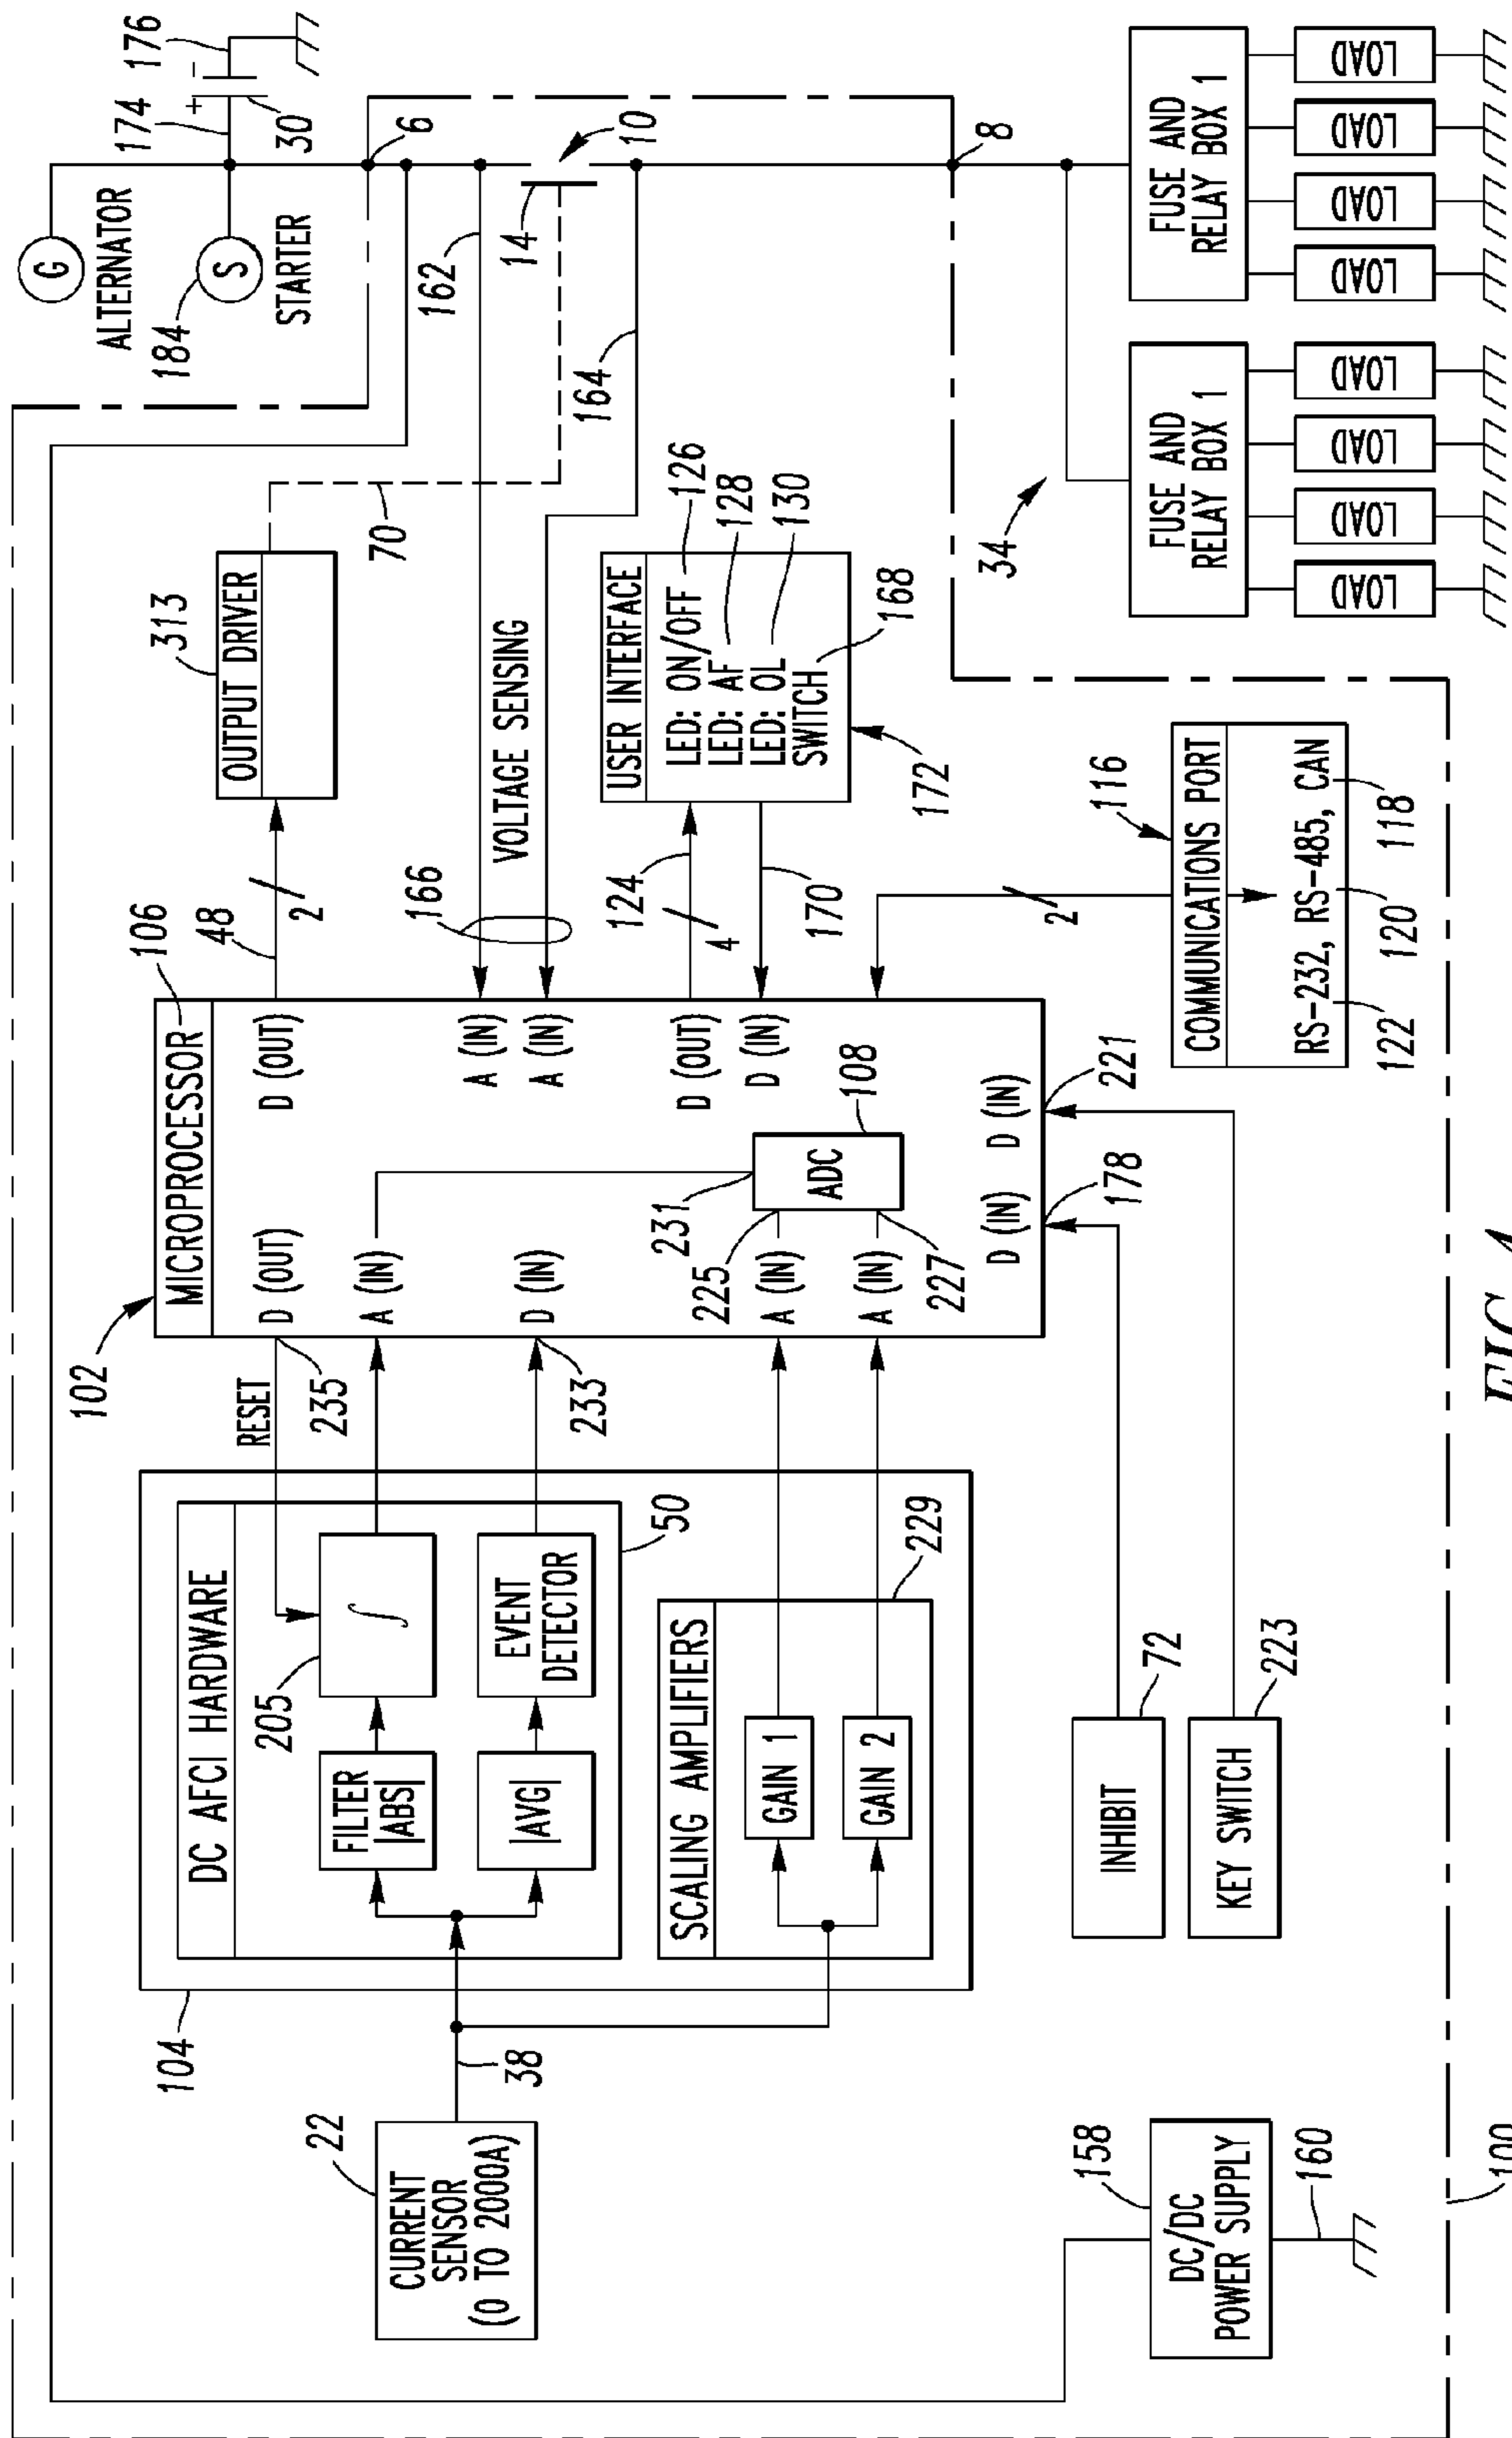 G
ALTERNATOR
184
S
STARTER
174
+
-
176
30
6
10
14
162
164
8
FUSE AND
RELAY BOX 1
LOAD
LOAD
LOAD
LOAD
FUSE AND
RELAY BOX 1
LOAD
LOAD
LOAD
LOAD
34
313
OUTPUT DRIVER
70
48
2
VOLTAGE SENSING
166
USER INTERFACE
LED: ON/OFF
126
LED: AF
128
LED: OL
130
SWITCH
168
172
124
4
170
116
COMMUNICATIONS PORT
2
RS-232, RS-485, CAN
122
120
118
102
MICROPROCESSOR
106
D (OUT)
D (OUT)
A (IN)
A (IN)
A (IN)
D (IN)
D (OUT)
D (IN)
231
ADC
108
225
A (IN)
A (IN)
227
D (IN)
D (IN)
178
221
RESET
235
233
DC AFCI HARDWARE
205
∫
FILTER
|ABS|
|AVG|
EVENT
DETECTOR
50
SCALING AMPLIFIERS
229
GAIN 1
GAIN 2
104
38
22
CURRENT
SENSOR
(0 TO 2000A)
INHIBIT
72
KEY SWITCH
223
158
DC/DC
POWER SUPPLY
160
100